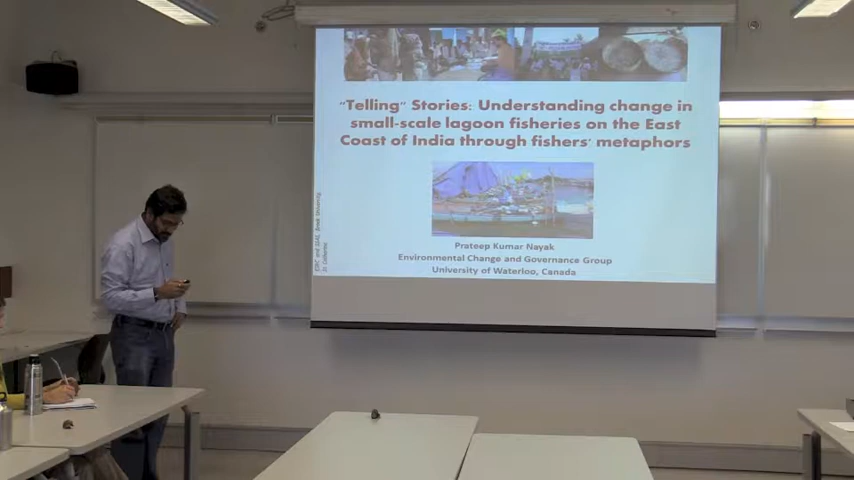 "Telling" Stories: Understanding change in
small-scale lagoon fisheries on the East
Coast of India through fishers' metaphors
Prateep Kumar Nayak
Environmental Change and Governance Group
University of Waterloo, Canada